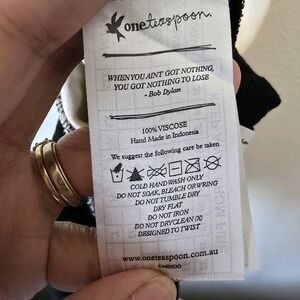 oneteaspoon.
WHEN YOU AINT GOT NOTHING,
YOU GOT NOTHING TO LOSE
- Bob Dylan
100% VISCOSE
Hand Made in Indonesia
We suggest the following care be taken
COLD HANDWASH ONLY
DO NOT SOAK, BLEACH OR WRING
DO NOT TUMBLE DRY
DRY FLAT
DO NOT IRON
DO NOT DRYCLEAN
DESIGNED TO TWIST
www.oneteaspoon.com.au